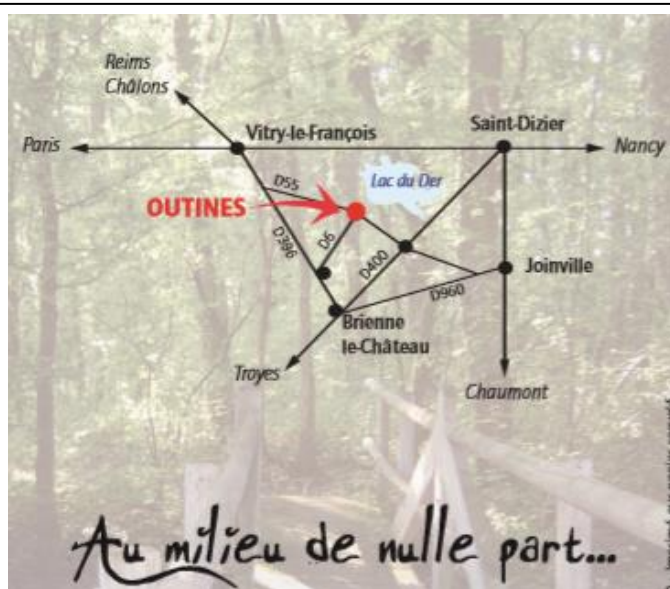 Reims
Châlons
Paris
Vitry-le-François
Saint-Dizier
Nancy
D55
Lac du Der
OUTINES
D6
D396
D400
D960
Joinville
Brienne
le-Château
Troyes
Chaumont
Au milieu de nulle part...